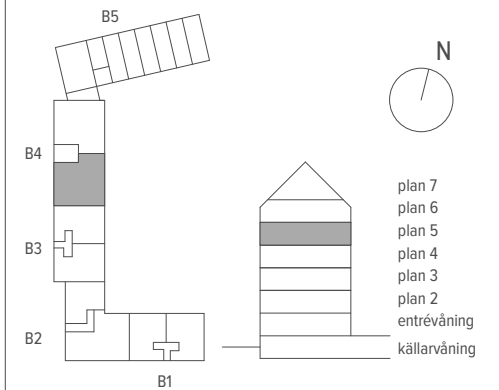 B5
N
B4
B3
B2
B1
plan 7
plan 6
plan 5
plan 4
plan 3
plan 2
entrévåning
källarvåning